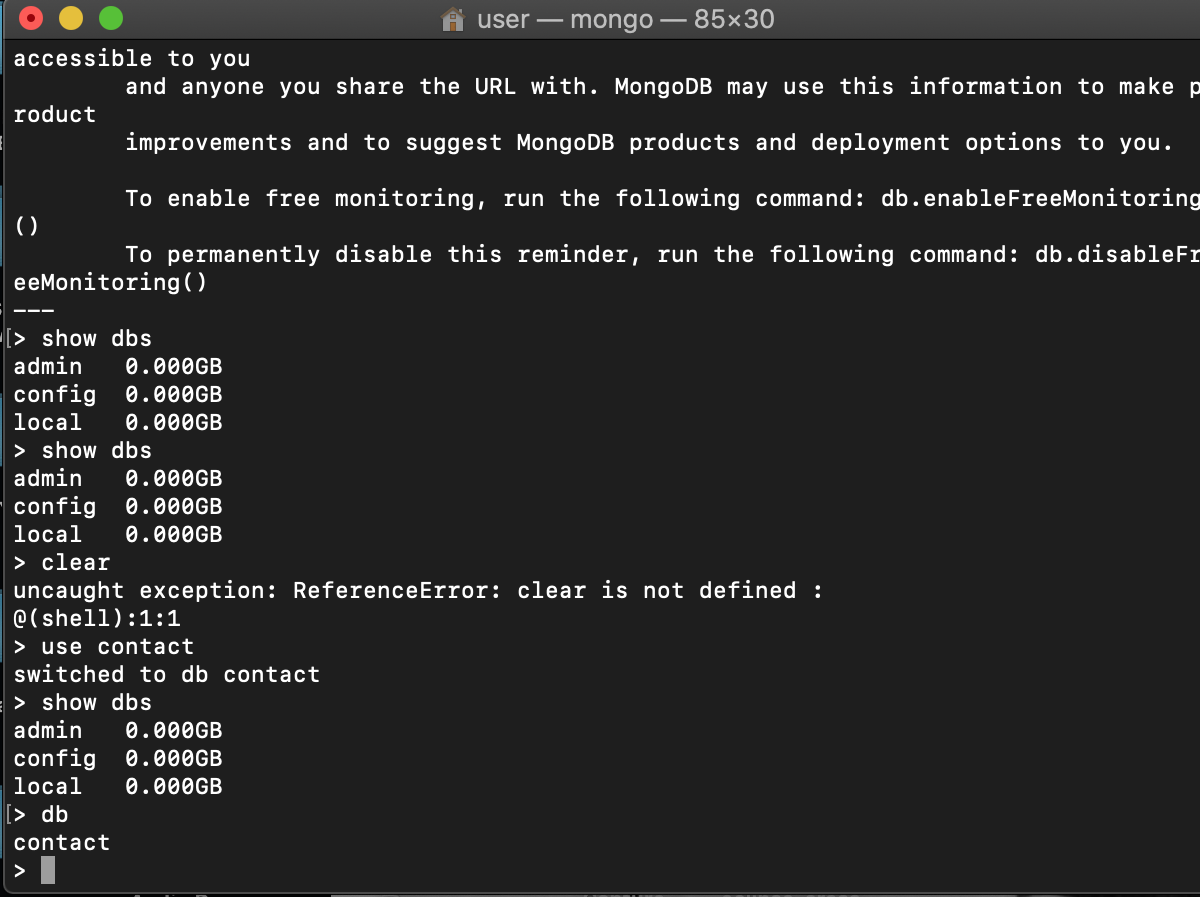 user — mongo — 85×30
accessible to you
and anyone you share the URL with. MongoDB may use this information to make p
roduct
improvements and to suggest MongoDB products and deployment options to you.
To enable free monitoring, run the following command: db.enableFreeMonitoring
()
To permanently disable this reminder, run the following command: db.disableFr
eeMonitoring()
---
[> show dbs
admin   0.000GB
config  0.000GB
local   0.000GB
> show dbs
admin   0.000GB
config  0.000GB
local   0.000GB
> clear
uncaught exception: ReferenceError: clear is not defined :
@(shell):1:1
> use contact
switched to db contact
> show dbs
admin   0.000GB
config  0.000GB
local   0.000GB
[> db
contact
>